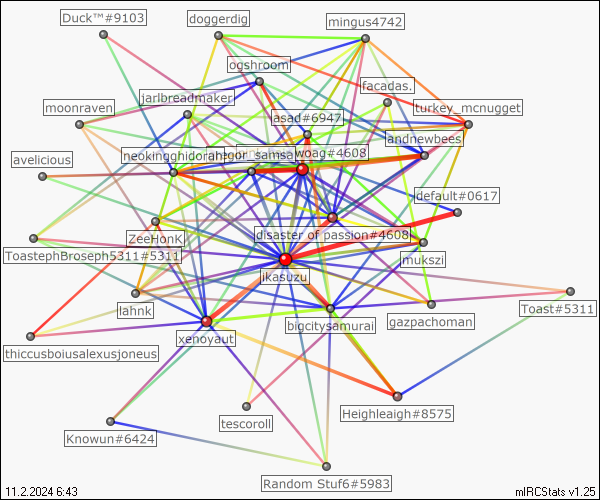 Duck™#9103
doggerdig
mingus4742
ogshroom
facadas.
moonraven
jarlbreadmaker
turkey_mcnugget
asad#6947
andnewbees
avelicious
neokingghidorah
woag#4608
default#0617
ZeeHonK
disaster of passion#4608
ToastephBroseph5311#5311
mukszi
ikasuzu
lahnk
bigcitysamurai
gazpachoman
Toast#5311
xenoyaut
thiccusboiusalexusjoneus
Heighleaigh#8575
tescoroll
Knowun#6424
Random Stuf6#5983
11.2.2024 6:43
mIRCStats v1.25